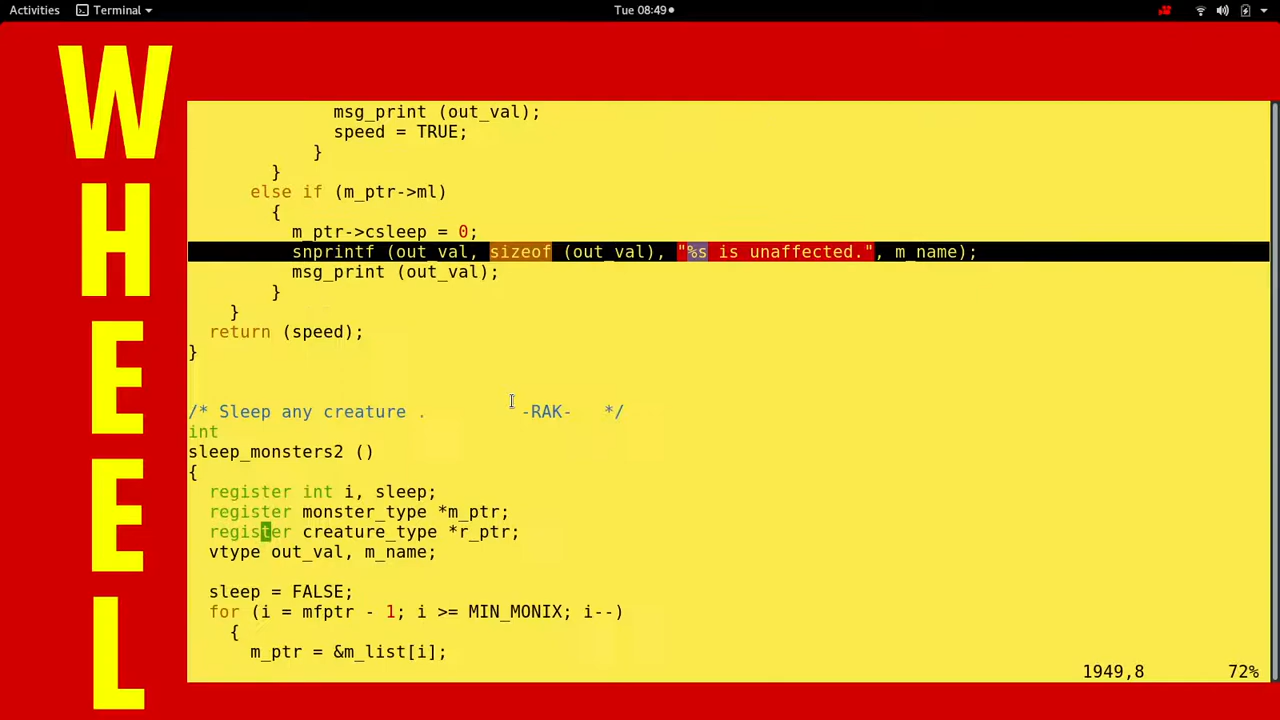 Activities Terminal Tue 08:49
WHEEL
msg_print (out_val);
speed = TRUE;
}
}
else if (m_ptr->ml)
{
m_ptr->csleep = 0;
snprintf (out_val, sizeof (out_val), "%s is unaffected.", m_name);
msg_print (out_val);
}
}
return (speed);
}
/* Sleep any creature . -RAK- */
int
sleep_monsters2 ()
{
register int i, sleep;
register monster_type *m_ptr;
register creature_type *r_ptr;
vtype out_val, m_name;
sleep = FALSE;
for (i = mfptr - 1; i >= MIN_MONIX; i--)
{
m_ptr = &m_list[i];
1949,8 72%